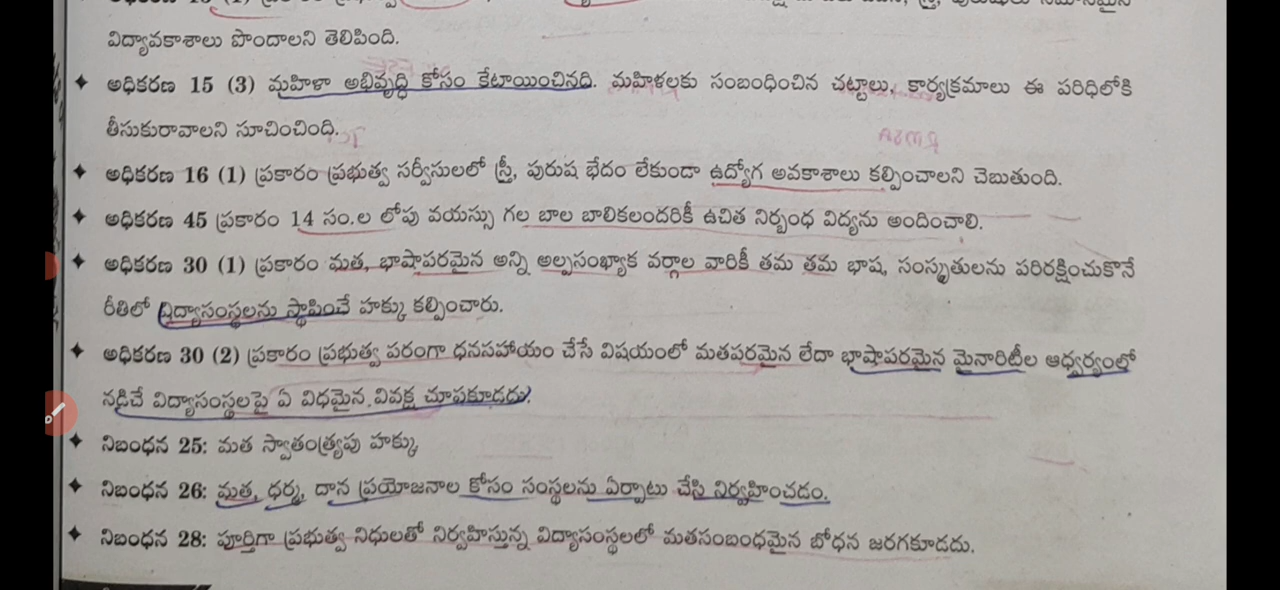 అధికరణ 15 (1) ప్రకారం
విద్యావకాశాలు పొందాలని తెలిపింది.
✦ అధికరణ 15 (3) మహిళా అభివృద్ధి కోసం కేటాయించినది. మహిళలకు సంబంధించిన చట్టాలు, కార్యక్రమాలు ఈ పరిధిలోకి
తీసుకురావాలని సూచించింది.
✦ అధికరణ 16 (1) ప్రకారం ప్రభుత్వ సర్వీసులలో స్త్రీ, పురుష భేదం లేకుండా ఉద్యోగ అవకాశాలు కల్పించాలని చెబుతుంది.
✦ అధికరణ 45 ప్రకారం 14 సం.ల లోపు వయస్సు గల బాల బాలికలందరికీ ఉచిత నిర్బంధ విద్యను అందించాలి.
✦ అధికరణ 30 (1) ప్రకారం మత, భాషాపరమైన అన్ని అల్పసంఖ్యాక వర్గాల వారికీ తమ తమ భాష, సంస్కృతులను పరిరక్షించుకొనే
రీతిలో విద్యాసంస్థలను స్థాపించే హక్కు కల్పించారు.
✦ అధికరణ 30 (2) ప్రకారం ప్రభుత్వ పరంగా ధనసహాయం చేసే విషయంలో మతపరమైన లేదా భాషాపరమైన మైనారిటీల ఆధ్వర్యంలో
నడిచే విద్యాసంస్థలపై ఏ విధమైన వివక్ష చూపకూడదు.
✦ నిబంధన 25: మత స్వాతంత్ర్యపు హక్కు
✦ నిబంధన 26: మత, ధర్మ, దాన ప్రయోజనాల కోసం సంస్థలను ఏర్పాటు చేసి నిర్వహించడం.
✦ నిబంధన 28: పూర్తిగా ప్రభుత్వ నిధులతో నిర్వహిస్తున్న విద్యాసంస్థలలో మతసంబంధమైన బోధన జరగకూడదు.